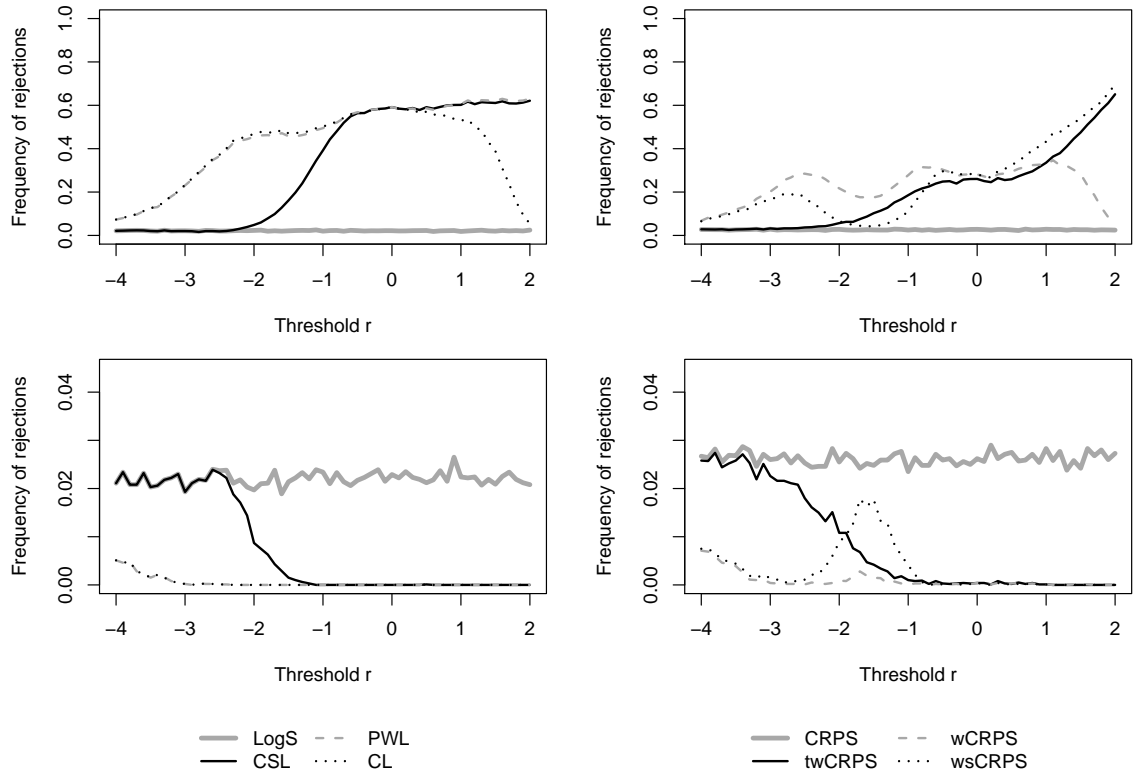 Frequency of rejections
0.0 0.2 0.4 0.6 0.8 1.0
−4 −3 −2 −1 0 1 2
Threshold r
Frequency of rejections
0.0 0.2 0.4 0.6 0.8 1.0
−4 −3 −2 −1 0 1 2
Threshold r
Frequency of rejections
0.00 0.02 0.04
−4 −3 −2 −1 0 1 2
Threshold r
Frequency of rejections
0.00 0.02 0.04
−4 −3 −2 −1 0 1 2
Threshold r
LogS PWL
CSL CL
CRPS wCRPS
twCRPS wsCRPS